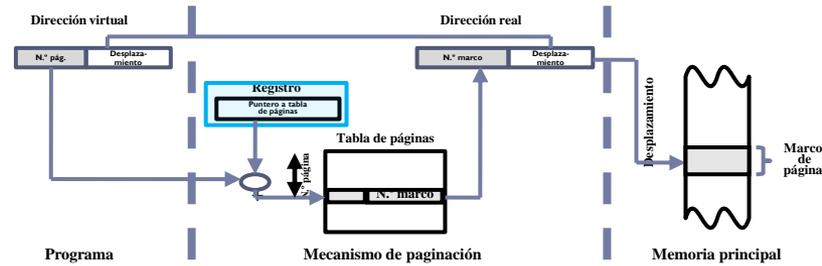 Dirección virtual
Dirección real
N.º pág.
Desplaza-
miento
N.º marco
Desplaza-
miento
Registro
Puntero a tabla
de páginas
Tabla de páginas
N.º página
N.º marco
Desplazamiento
Marco
de
página
Programa
Mecanismo de paginación
Memoria principal